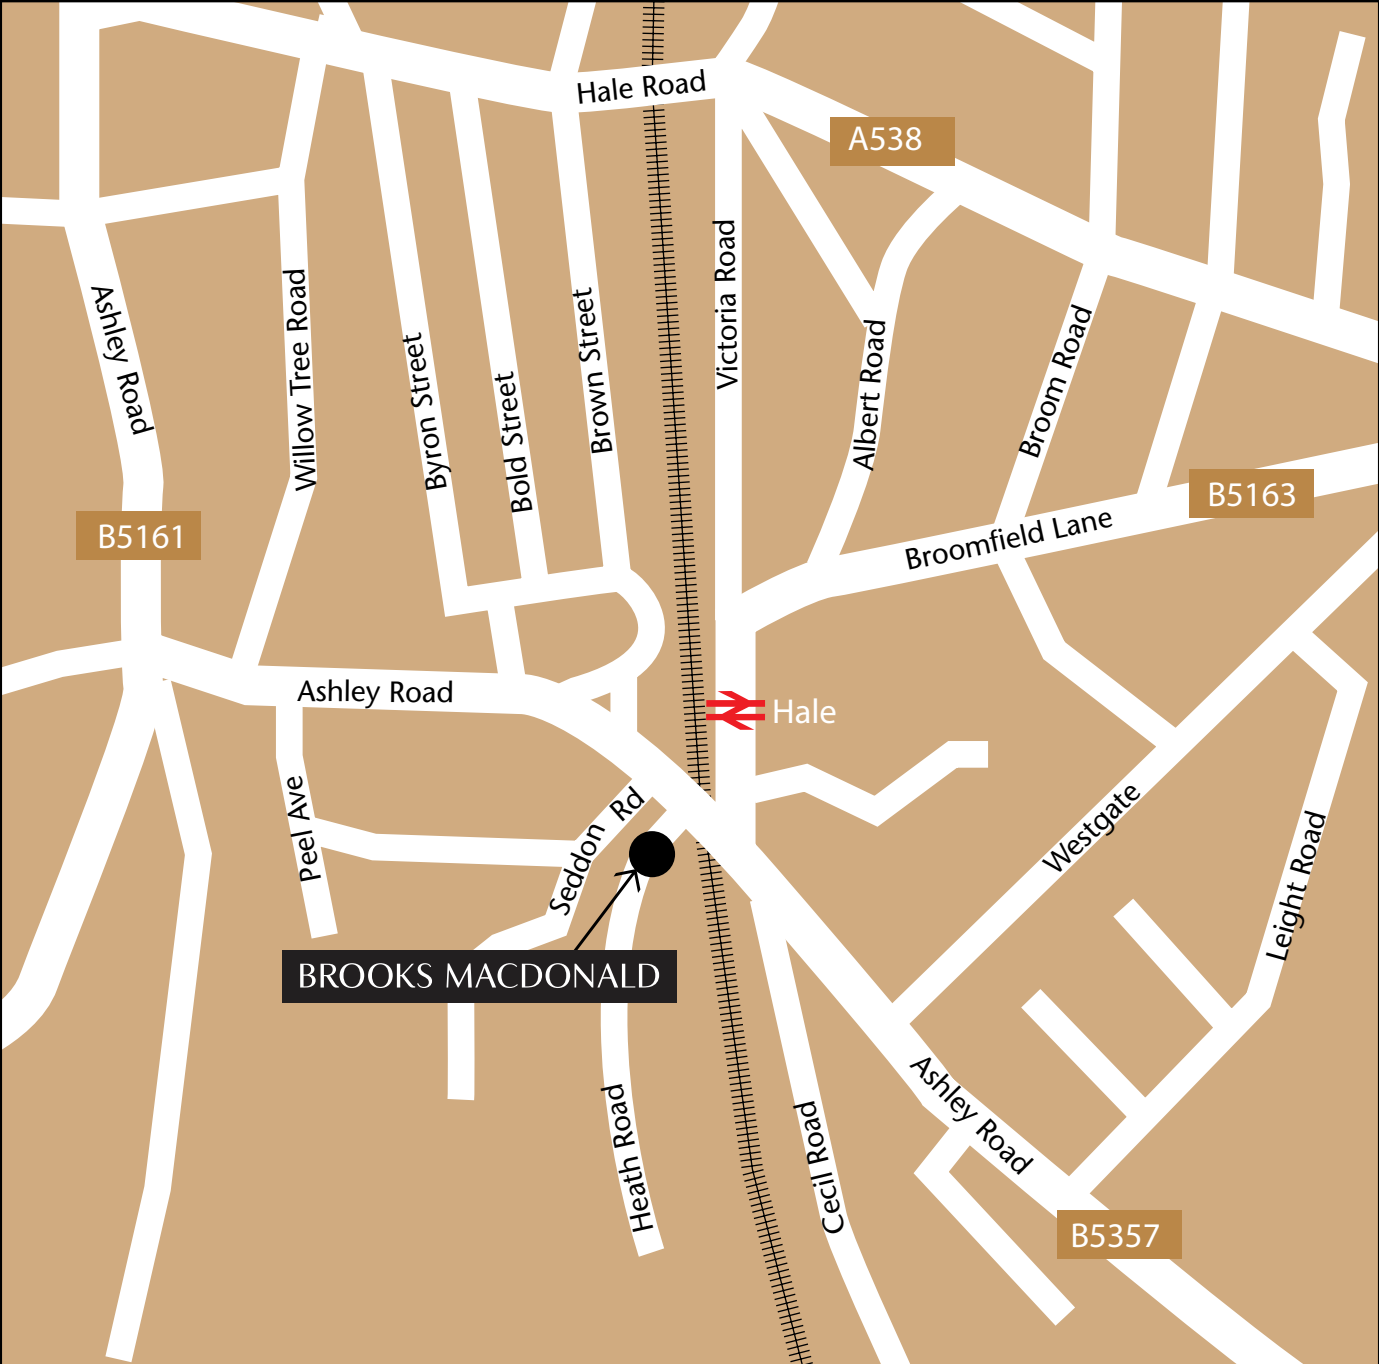 Hale Road
A538
Ashley Road
Willow Tree Road
Byron Street
Bold Street
Brown Street
Victoria Road
Albert Road
Broom Road
B5163
Broomfield Lane
B5161
Ashley Road
Hale
Peel Ave
Seddon Rd
Westgate
Leight Road
BROOKS MACDONALD
Heath Road
Cecil Road
Ashley Road
B5357